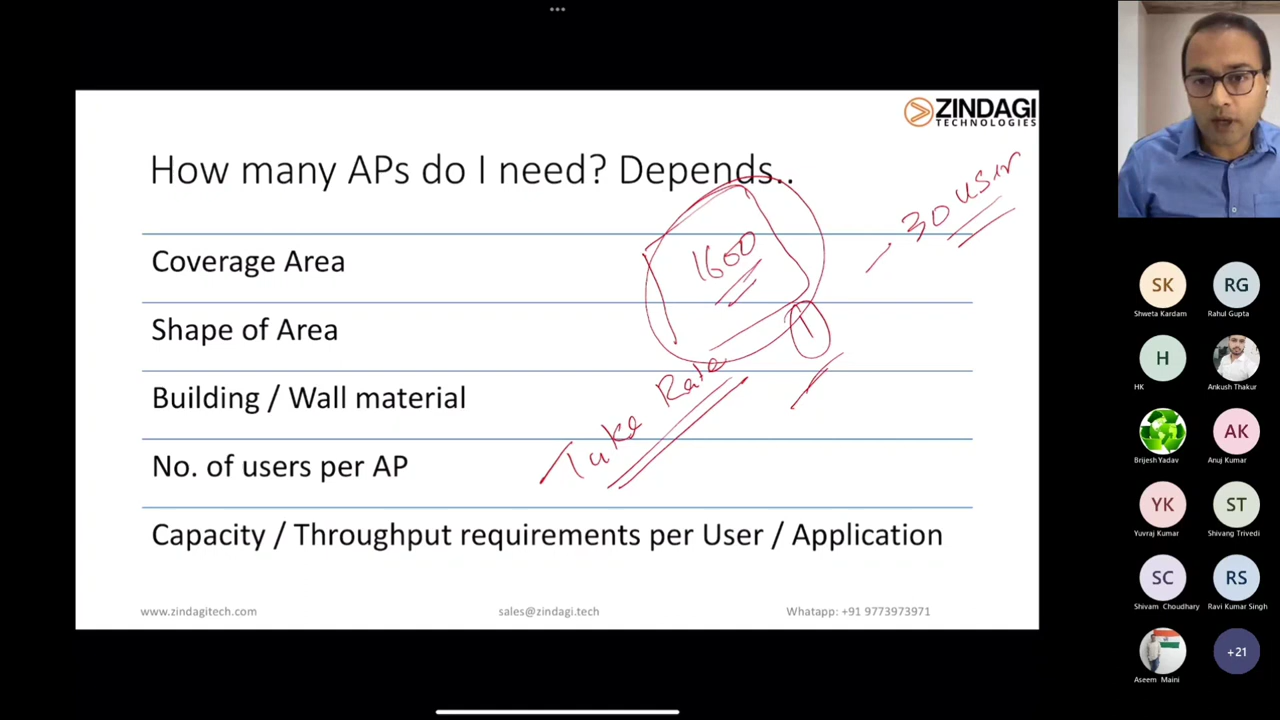 ZINDAGI
TECHNOLOGIES
How many APs do I need? Depends..
30 user
1600
Coverage Area
Shape of Area
1
Take Rate
Building / Wall material
No. of users per AP
Capacity / Throughput requirements per User / Application
www.zindagitech.com
sales@zindagi.tech
Whatapp: +91 9773973971
SK
RG
Shweta Kardam
Rahul Gupta
H
HK
Ankush Thakur
AK
Brijesh Yadav
Anuj Kumar
YK
ST
Yuvraj Kumar
Shivang Trivedi
SC
RS
Shivam Choudhary
Ravi Kumar Singh
Aseem Maini
+21